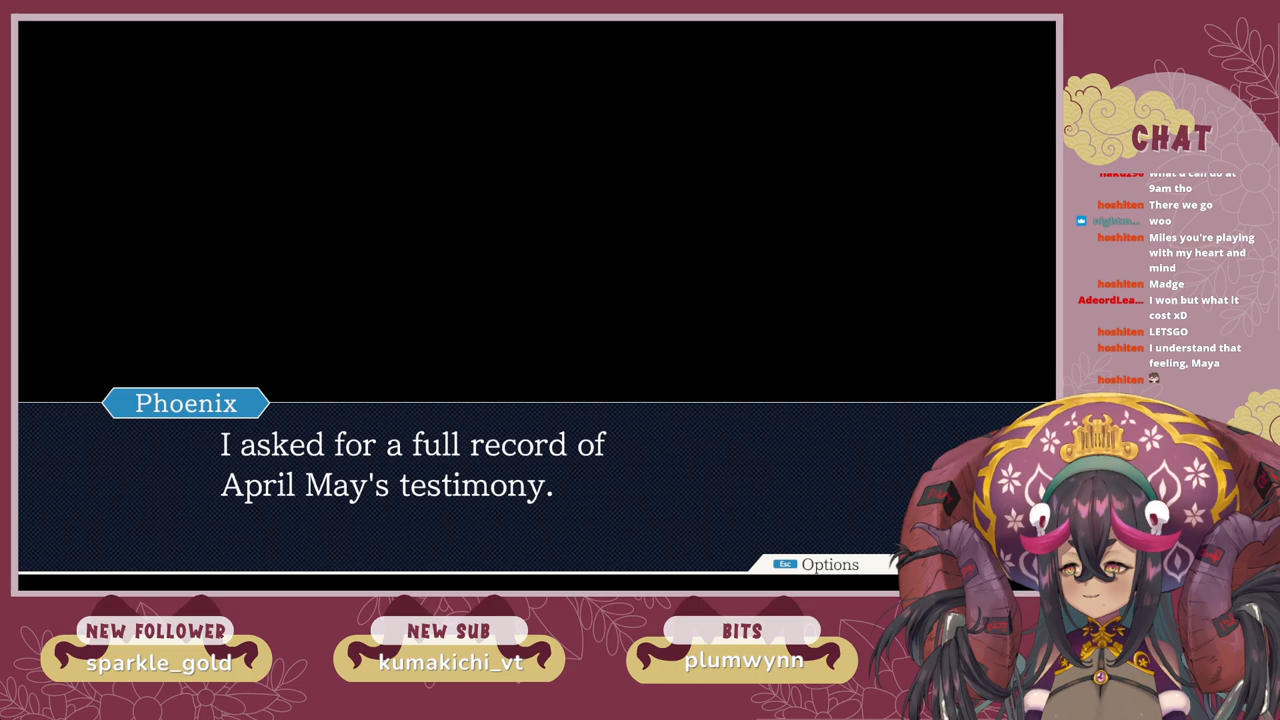 CHAT
what u can do at
9am tho
hoshiten There we go
woo
hoshiten Miles you're playing
with my heart and
mind
hoshiten Madge
AdeordLea... I won but what it
cost xD
hoshiten LETSGO
hoshiten I understand that
feeling, Maya
hoshiten
Phoenix
I asked for a full record of
April May's testimony.
Esc Options
NEW FOLLOWER
sparkle_gold
NEW SUB
kumakichi_vt
BITS
plumwynn